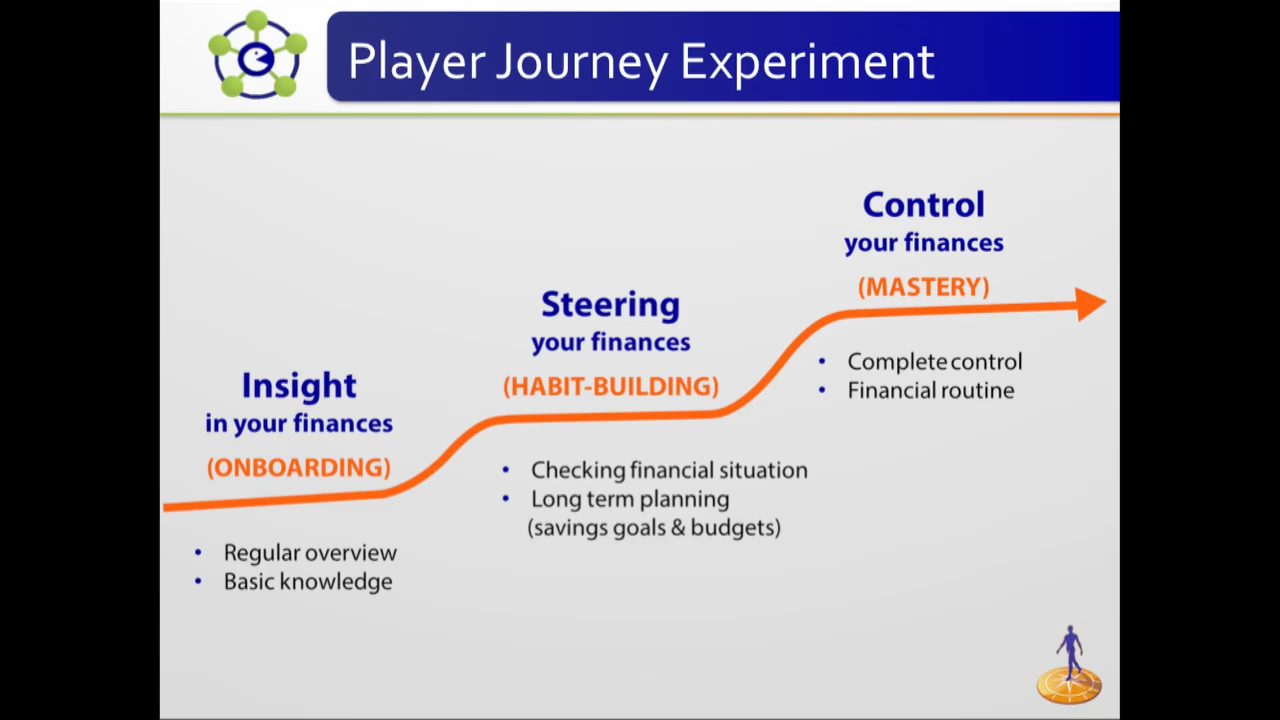 Player Journey Experiment
Insight
in your finances
(ONBOARDING)
• Regular overview
• Basic knowledge
Steering
your finances
(HABIT-BUILDING)
• Checking financial situation
• Long term planning
(savings goals & budgets)
Control
your finances
(MASTERY)
• Complete control
• Financial routine